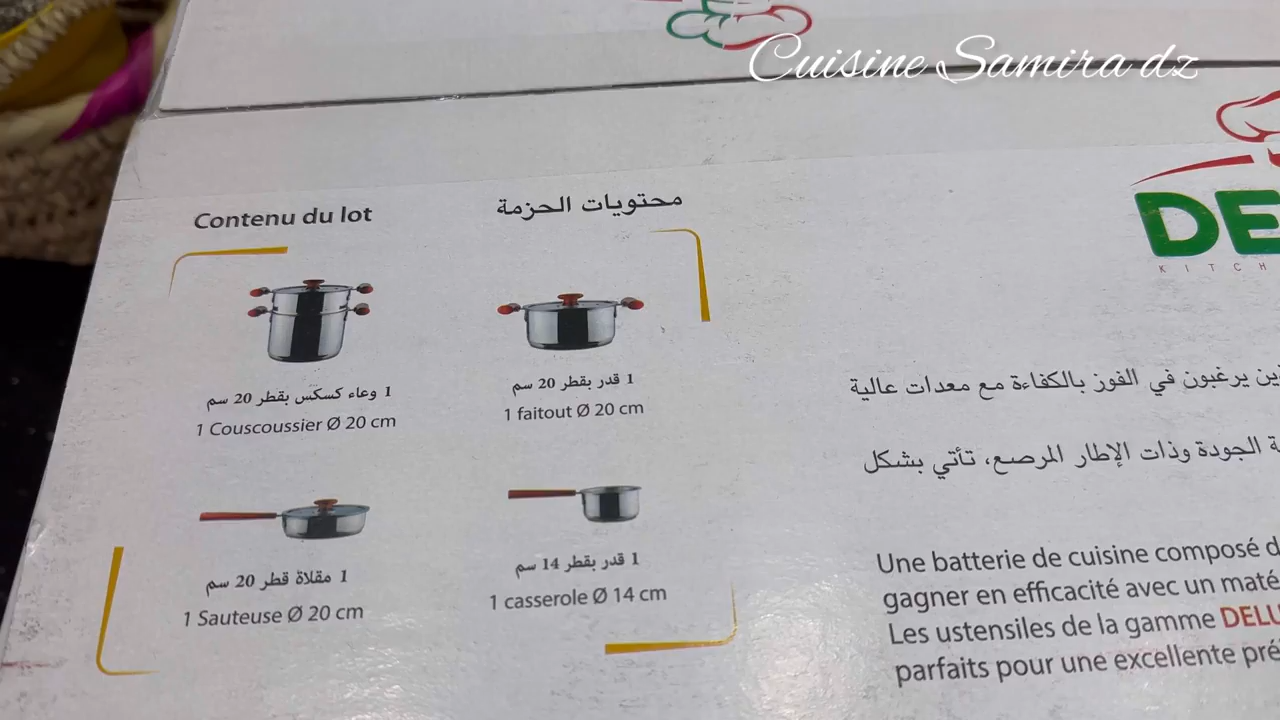 Cuisine Samira dz
Contenu du lot
محتويات الحزمة
1 وعاء كسكس بقطر 20 سم
1 Couscoussier Ø 20 cm
1 قدر بقطر 20 سم
1 faitout Ø 20 cm
1 مقلاة قطر 20 سم
1 Sauteuse Ø 20 cm
1 قدر بقطر 14 سم
1 casserole Ø 14 cm
DE
KITCH
يرغبون في الفوز بالكفاءة مع معدات عالية
الجودة وذات الإطار المرصع، تأتي بشكل
Une batterie de cuisine composé d
gagner en efficacité avec un maté
Les ustensiles de la gamme DELU
parfaits pour une excellente pré